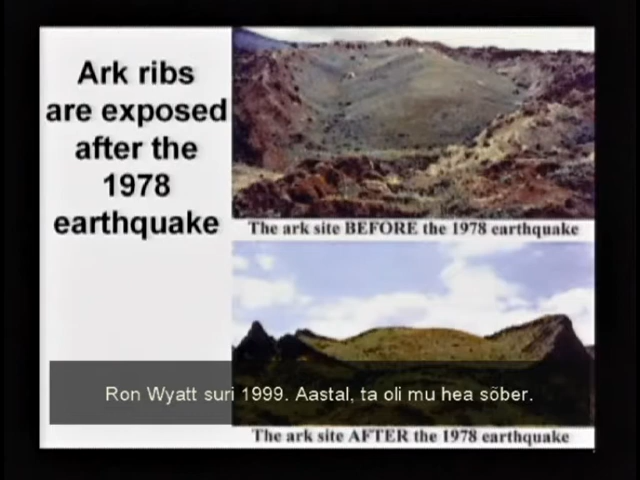 Ark ribs
are exposed
after the
1978
earthquake
The ark site BEFORE the 1978 earthquake
Ron Wyatt suri 1999. Aastal, ta oli mu hea sõber.
The ark site AFTER the 1978 earthquake